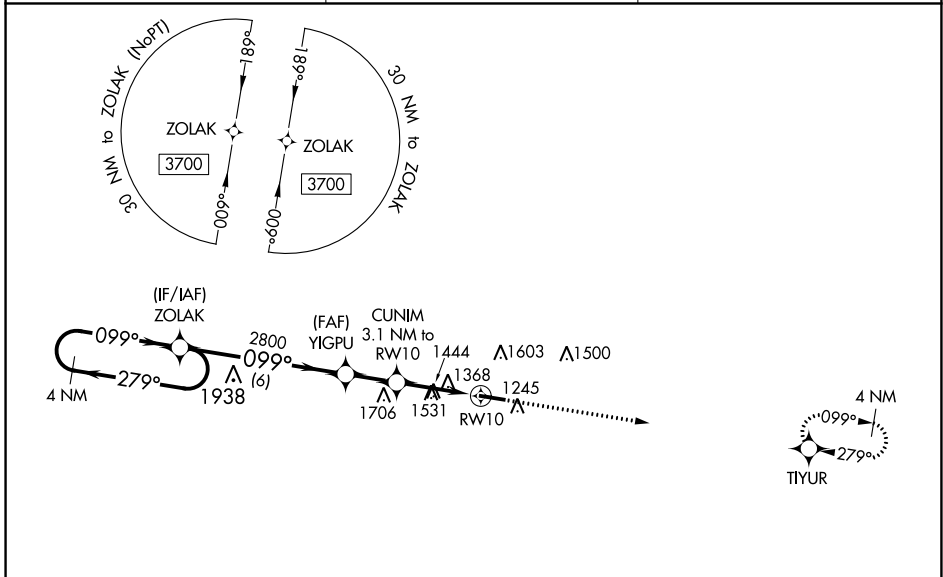 30 NM to ZOLAK (NoPT)
189°
ZOLAK
3700
009°
189°
30 NM to ZOLAK
ZOLAK
3700
009°
(IF/IAF)
ZOLAK
099°
279°
4 NM
2800
099°
(6)
1938
(FAF)
YIGPU
CUNIM
3.1 NM to
RW10
1444
1603
1500
1368
1706
1531
1245
RW10
4 NM
099°
279°
TIYUR